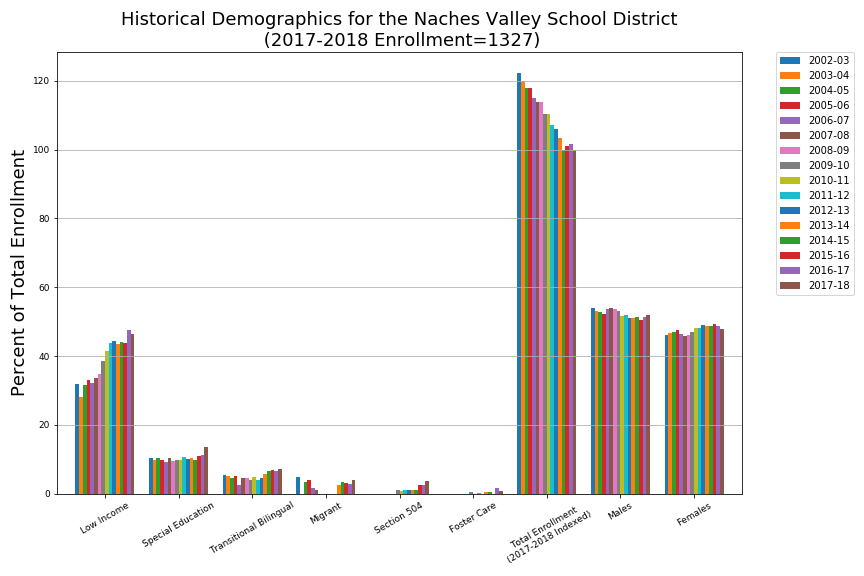 Historical Demographics for the Naches Valley School District
(2017-2018 Enrollment=1327)
Percent of Total Enrollment
120
100
80
60
40
20
0
Low Income
Special Education
Transitional Bilingual
Migrant
Section 504
Foster Care
Total Enrollment
(2017-2018 Indexed)
Males
Females
2002-03
2003-04
2004-05
2005-06
2006-07
2007-08
2008-09
2009-10
2010-11
2011-12
2012-13
2013-14
2014-15
2015-16
2016-17
2017-18